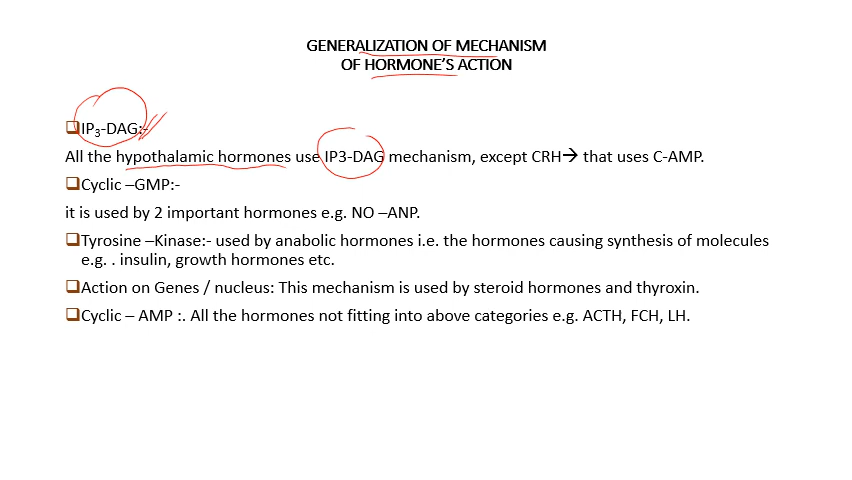 GENERALIZATION OF MECHANISM
OF HORMONE'S ACTION
❑IP₃-DAG:-
All the hypothalamic hormones use IP3-DAG mechanism, except CRH→ that uses C-AMP.
❑Cyclic –GMP:-
it is used by 2 important hormones e.g. NO –ANP.
❑Tyrosine –Kinase:- used by anabolic hormones i.e. the hormones causing synthesis of molecules
e.g. . insulin, growth hormones etc.
❑Action on Genes / nucleus: This mechanism is used by steroid hormones and thyroxin.
❑Cyclic – AMP :. All the hormones not fitting into above categories e.g. ACTH, FCH, LH.